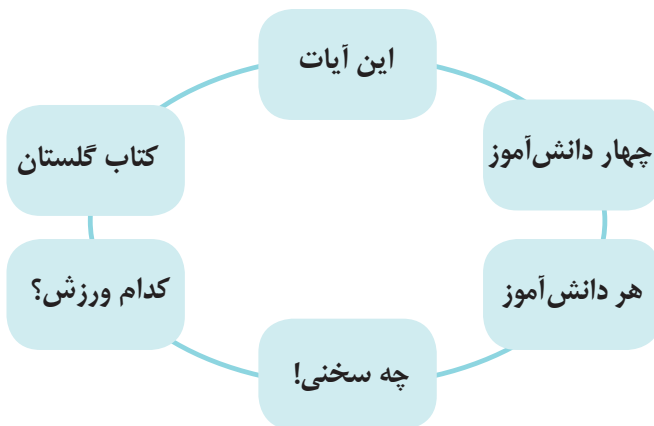 این آیات
چهار دانش‌آموز
هر دانش‌آموز
چه سخنی!
کدام ورزش؟
کتاب گلستان